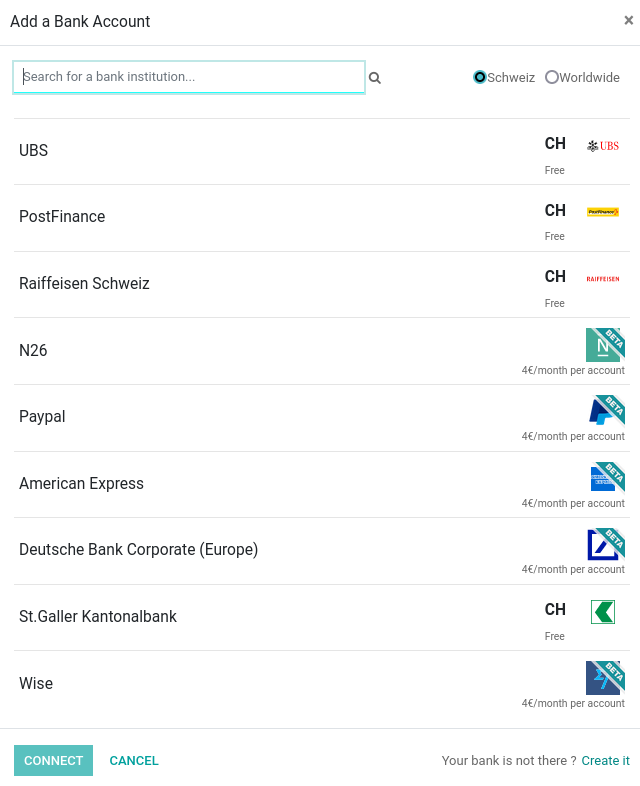 Add a Bank Account ×
Search for a bank institution...
Schweiz Worldwide
UBS CH UBS
Free
PostFinance CH PostFinance
Free
Raiffeisen Schweiz CH RAIFFEISEN
Free
N26 N BETA
4€/month per account
Paypal BETA
4€/month per account
American Express BETA
4€/month per account
Deutsche Bank Corporate (Europe) BETA
4€/month per account
St.Galler Kantonalbank CH
Free
Wise BETA
4€/month per account
CONNECT CANCEL Your bank is not there ? Create it